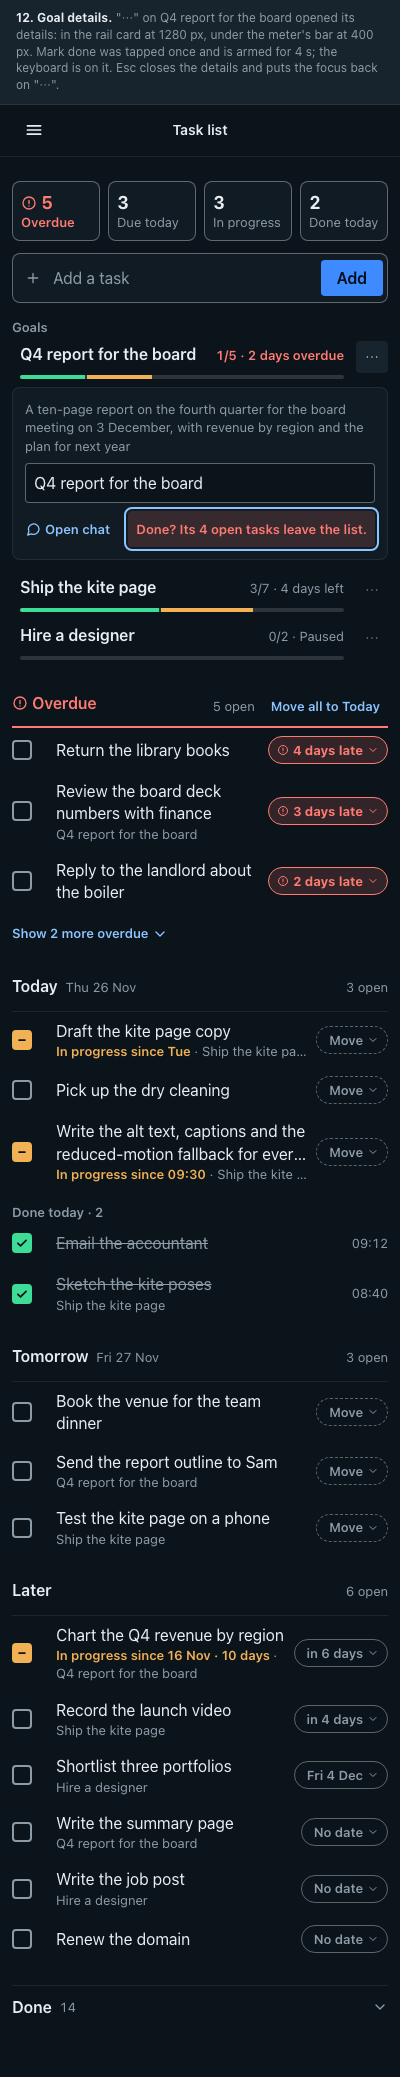 12. Goal details. "···" on Q4 report for the board opened its
details: in the rail card at 1280 px, under the meter's bar at 400
px. Mark done was tapped once and is armed for 4 s; the
keyboard is on it. Esc closes the details and puts the focus back
on "···".
Task list
5
Overdue
3
Due today
3
In progress
2
Done today
+ Add a task
Add
Goals
Q4 report for the board 1/5 · 2 days overdue ···
A ten-page report on the fourth quarter for the board
meeting on 3 December, with revenue by region and the
plan for next year
Q4 report for the board
Open chat Done? Its 4 open tasks leave the list.
Ship the kite page 3/7 · 4 days left ···
Hire a designer 0/2 · Paused ···
Overdue 5 open Move all to Today
Return the library books 4 days late
Review the board deck
numbers with finance 3 days late
Q4 report for the board
Reply to the landlord about
the boiler 2 days late
Show 2 more overdue
Today Thu 26 Nov 3 open
Draft the kite page copy Move
In progress since Tue · Ship the kite pa...
Pick up the dry cleaning Move
Write the alt text, captions and the
reduced-motion fallback for ever... Move
In progress since 09:30 · Ship the kite ...
Done today · 2
Email the accountant 09:12
Sketch the kite poses 08:40
Ship the kite page
Tomorrow Fri 27 Nov 3 open
Book the venue for the team
dinner Move
Send the report outline to Sam Move
Q4 report for the board
Test the kite page on a phone Move
Ship the kite page
Later 6 open
Chart the Q4 revenue by region
In progress since 16 Nov · 10 days · in 6 days
Q4 report for the board
Record the launch video in 4 days
Ship the kite page
Shortlist three portfolios Fri 4 Dec
Hire a designer
Write the summary page No date
Q4 report for the board
Write the job post No date
Hire a designer
Renew the domain No date
Done 14